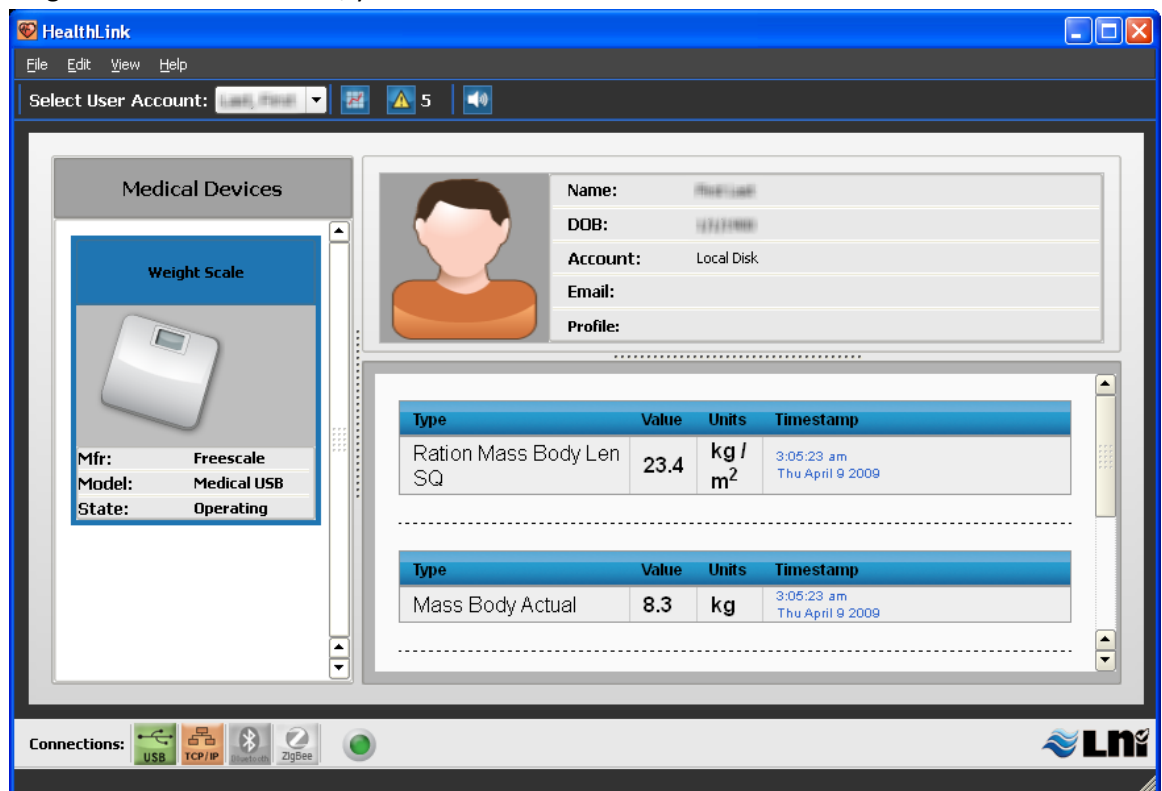 HealthLink
File Edit View Help
Select User Account: 5
Medical Devices
Weight Scale
Mfr: Freescale
Model: Medical USB
State: Operating
Name:
DOB:
Account: Local Disk
Email:
Profile:
Type Value Units Timestamp
Ration Mass Body Len SQ 23.4 kg / m² 3:05:23 am Thu April 9 2009
Type Value Units Timestamp
Mass Body Actual 8.3 kg 3:05:23 am Thu April 9 2009
Connections: USB TCP/IP Bluetooth ZigBee
LNI